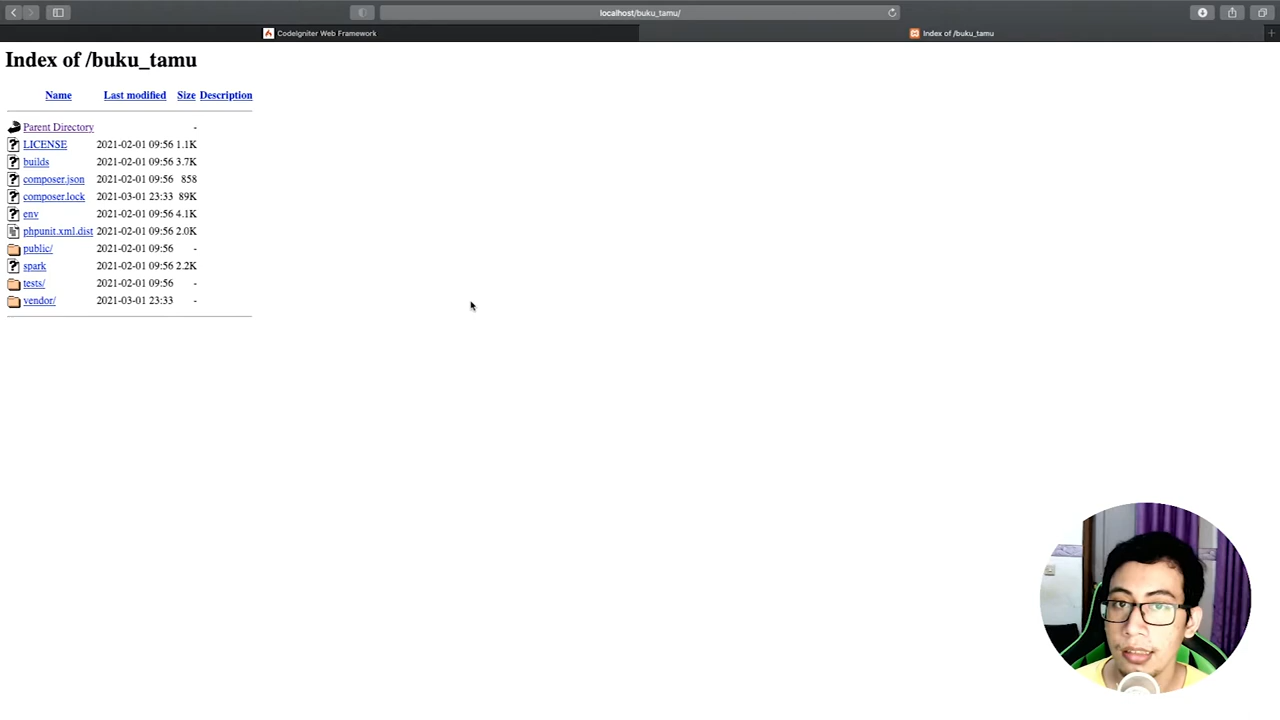 localhost/buku_tamu/
CodeIgniter Web Framework
Index of /buku_tamu
Index of /buku_tamu
Name Last modified Size Description
Parent Directory -
LICENSE 2021-02-01 09:56 1.1K
builds 2021-02-01 09:56 3.7K
composer.json 2021-02-01 09:56 858
composer.lock 2021-03-01 23:33 89K
env 2021-02-01 09:56 4.1K
phpunit.xml.dist 2021-02-01 09:56 2.0K
public/ 2021-02-01 09:56 -
spark 2021-02-01 09:56 2.2K
tests/ 2021-02-01 09:56 -
vendor/ 2021-03-01 23:33 -